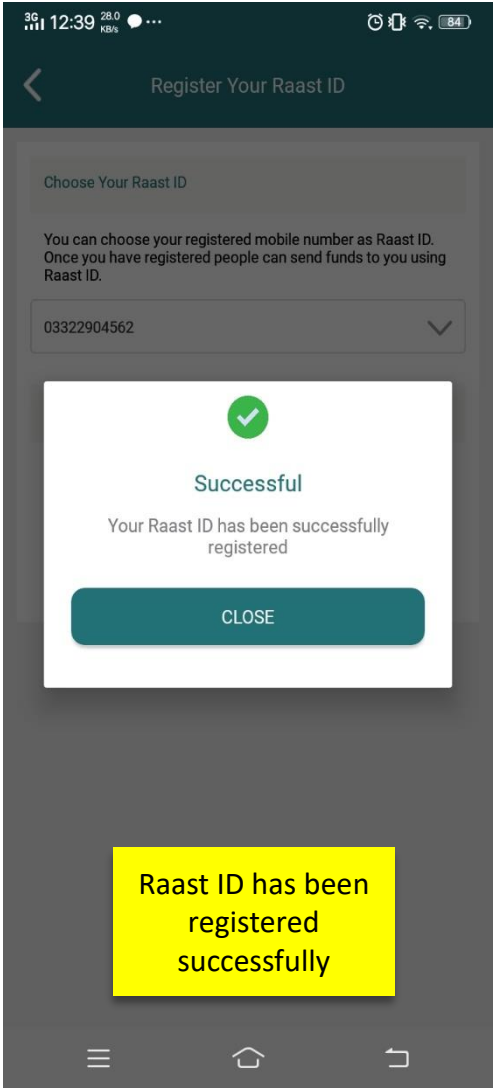 3G 12:39 28.0 KB/s ... 84
Register Your Raast ID
Choose Your Raast ID
You can choose your registered mobile number as Raast ID.
Once you have registered people can send funds to you using
Raast ID.
03322904562
Successful
Your Raast ID has been successfully
registered
CLOSE
Raast ID has been
registered
successfully